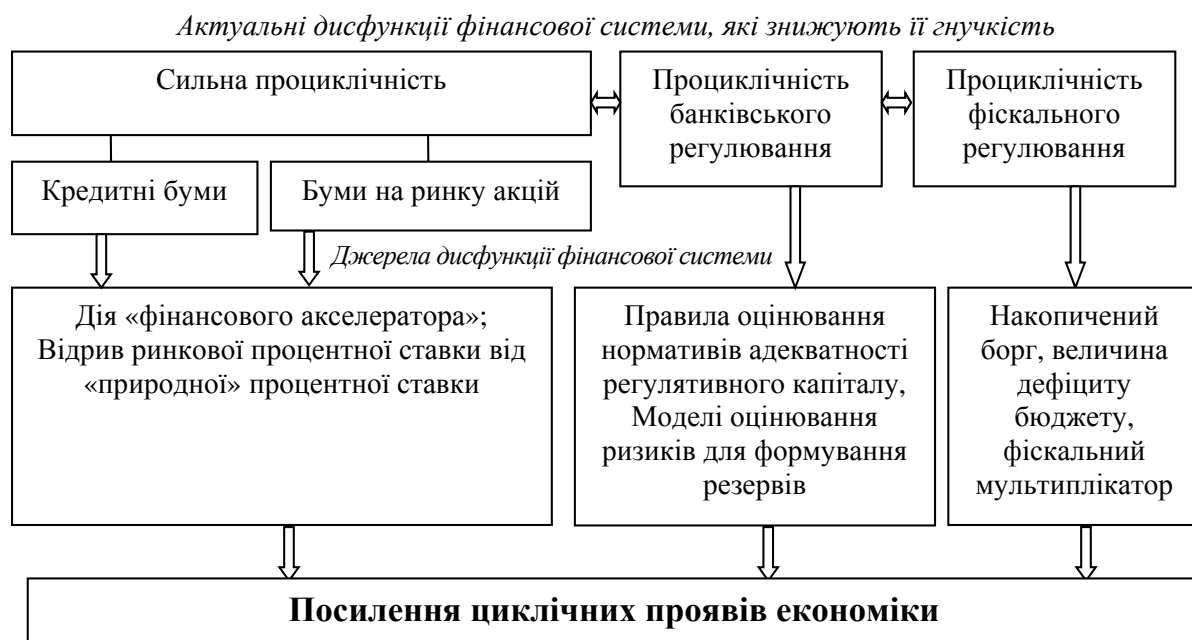 Актуальні дисфункції фінансової системи, які знижують її гнучкість
Сильна проциклічність
Проциклічність
банківського
регулювання
Проциклічність
фіскального
регулювання
Кредитні буми
Буми на ринку акцій
Джерела дисфункції фінансової системи
Дія «фінансового акселератора»;
Відрив ринкової процентної ставки від
«природної» процентної ставки
Правила оцінювання
нормативів адекватності
регулятивного капіталу,
Моделі оцінювання
ризиків для формування
резервів
Накопичений
борг, величина
дефіциту
бюджету,
фіскальний
мультиплікатор
Посилення циклічних проявів економіки